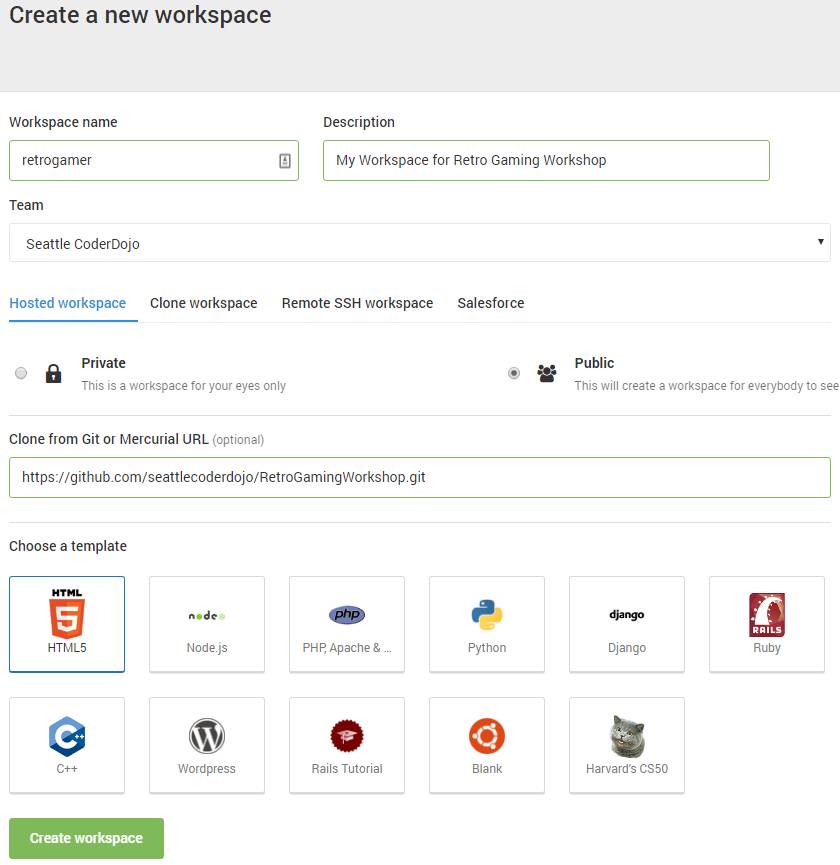 Create a new workspace
Workspace name
Description
retrogamer
My Workspace for Retro Gaming Workshop
Team
Seattle CoderDojo
Hosted workspace
Clone workspace
Remote SSH workspace
Salesforce
Private
This is a workspace for your eyes only
Public
This will create a workspace for everybody to see
Clone from Git or Mercurial URL (optional)
https://github.com/seattlecoderdojo/RetroGamingWorkshop.git
Choose a template
HTML
5
HTML5
node
Node.js
php
PHP, Apache & ...
Python
django
Django
RAILS
Ruby
C++
C++
W
Wordpress
Rails Tutorial
Blank
Harvard's CS50
Create workspace